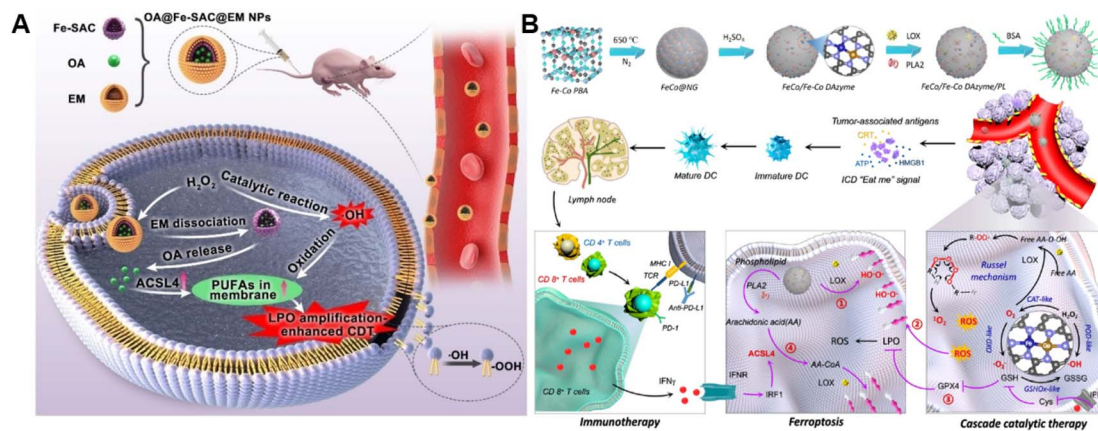 A
OA@Fe-SAC@EM NPs
Fe-SAC
OA
EM
H₂O₂
Catalytic reaction
·OH
EM dissociation
OA release
Oxidation
ACSL4
PUFAs in
membrane
LPO amplification-
enhanced CDT
·OH
-OOH
B
650 ℃
N₂
H₂SO₄
LOX
PLA2
BSA
Fe-Co PBA
FeCo@NG
FeCo/Fe-Co DAzyme
FeCo/Fe-Co DAzyme/PL
Tumor-associated antigens
CRT
ATP
HMGB1
ICD "Eat me" signal
Mature DC
Immature DC
Lymph node
CD 4⁺ T cells
CD 8⁺ T cells
MHC I
TCR
PD-L1
Anti-PD-L1
PD-1
CD 8⁺ T cells
IFNγ
Immunotherapy
Phospholipid
LOX
PLA2
①
HO·O·
HO·O·
Arachidonic acid(AA)
②
ROS
LPO
ACSL4
④
AA-CoA
IFNR
LOX
IRF1
Ferroptosis
R-OO·
Free AA-O-OH
LOX
Russel
mechanism
Free AA
CAT-like
¹O₂
ROS
O₂
H₂O₂
OXD-like
POD-like
ROS
·O₂⁻
·OH
GPX4
GSH
GSSG
GSHOx-like
③
Cys
Cascade catalytic therapy